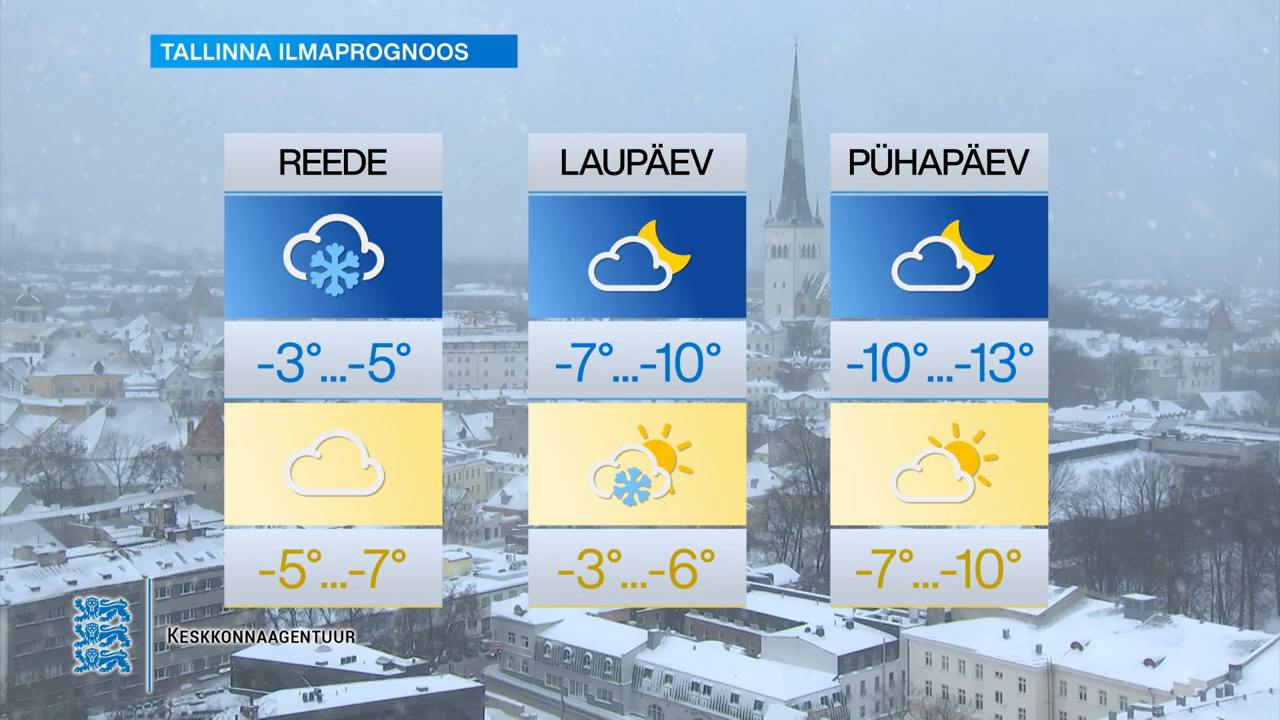 TALLINNA ILMAPROGNOOS
REEDE
-3°...-5°
-5°...-7°
LAUPÄEV
-7°...-10°
-3°...-6°
PÜHAPÄEV
-10°...-13°
-7°...-10°
KESKKONNAAGENTUUR